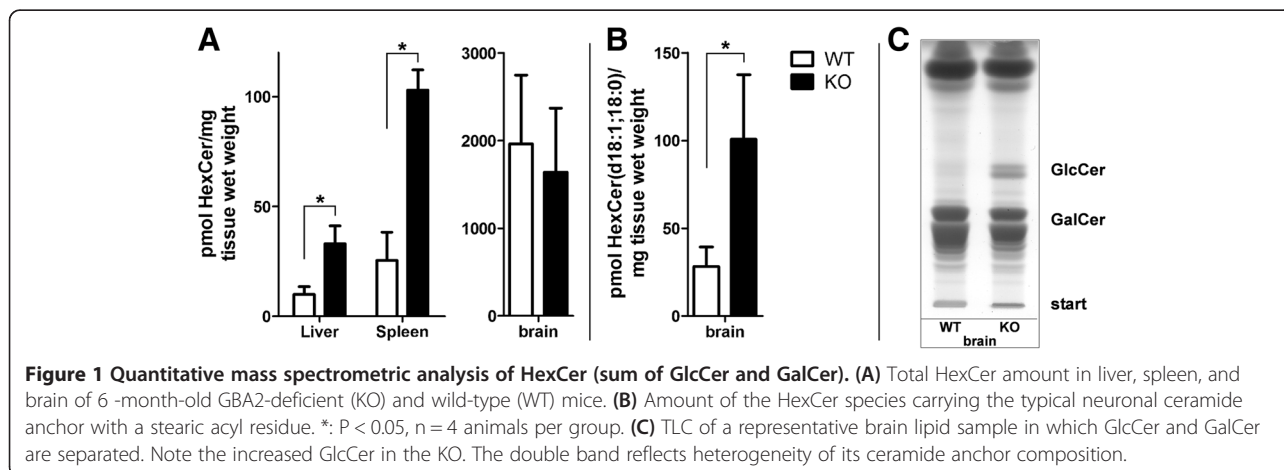 A
B
C
pmol HexCer/mg
tissue wet weight
100
50
0
Liver
Spleen
*
*
3000
2000
1000
0
brain
pmol HexCer(d18:1;18:0)/
mg tissue wet weight
150
100
50
0
*
brain
WT
KO
GlcCer
GalCer
start
WT KO
brain
Figure 1 Quantitative mass spectrometric analysis of HexCer (sum of GlcCer and GalCer). (A) Total HexCer amount in liver, spleen, and
brain of 6 -month-old GBA2-deficient (KO) and wild-type (WT) mice. (B) Amount of the HexCer species carrying the typical neuronal ceramide
anchor with a stearic acyl residue. *: P < 0.05, n = 4 animals per group. (C) TLC of a representative brain lipid sample in which GlcCer and GalCer
are separated. Note the increased GlcCer in the KO. The double band reflects heterogeneity of its ceramide anchor composition.